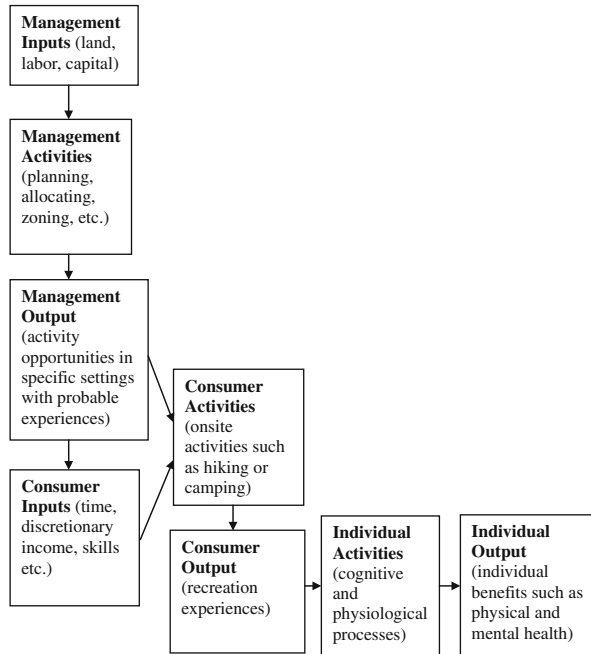 Management
Inputs (land,
labor, capital)
Management
Activities
(planning,
allocating,
zoning, etc.)
Management
Output
(activity
opportunities in
specific settings
with probable
experiences)
Consumer
Inputs (time,
discretionary
income, skills
etc.)
Consumer
Activities
(onsite
activities such
as hiking or
camping)
Consumer
Output
(recreation
experiences)
Individual
Activities
(cognitive
and
physiological
processes)
Individual
Output
(individual
benefits such as
physical and
mental health)